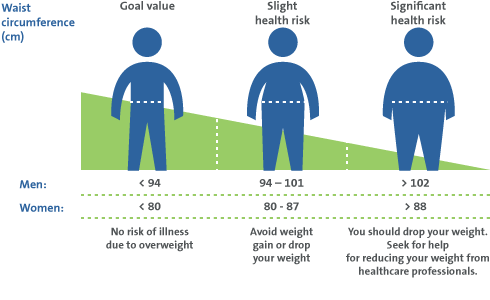 Waist
circumference
(cm)
Goal value
Slight
health risk
Significant
health risk
Men: < 94 94 – 101 > 102
Women: < 80 80 - 87 > 88
No risk of illness
due to overweight
Avoid weight
gain or drop
your weight
You should drop your weight.
Seek for help
for reducing your weight from
healthcare professionals.